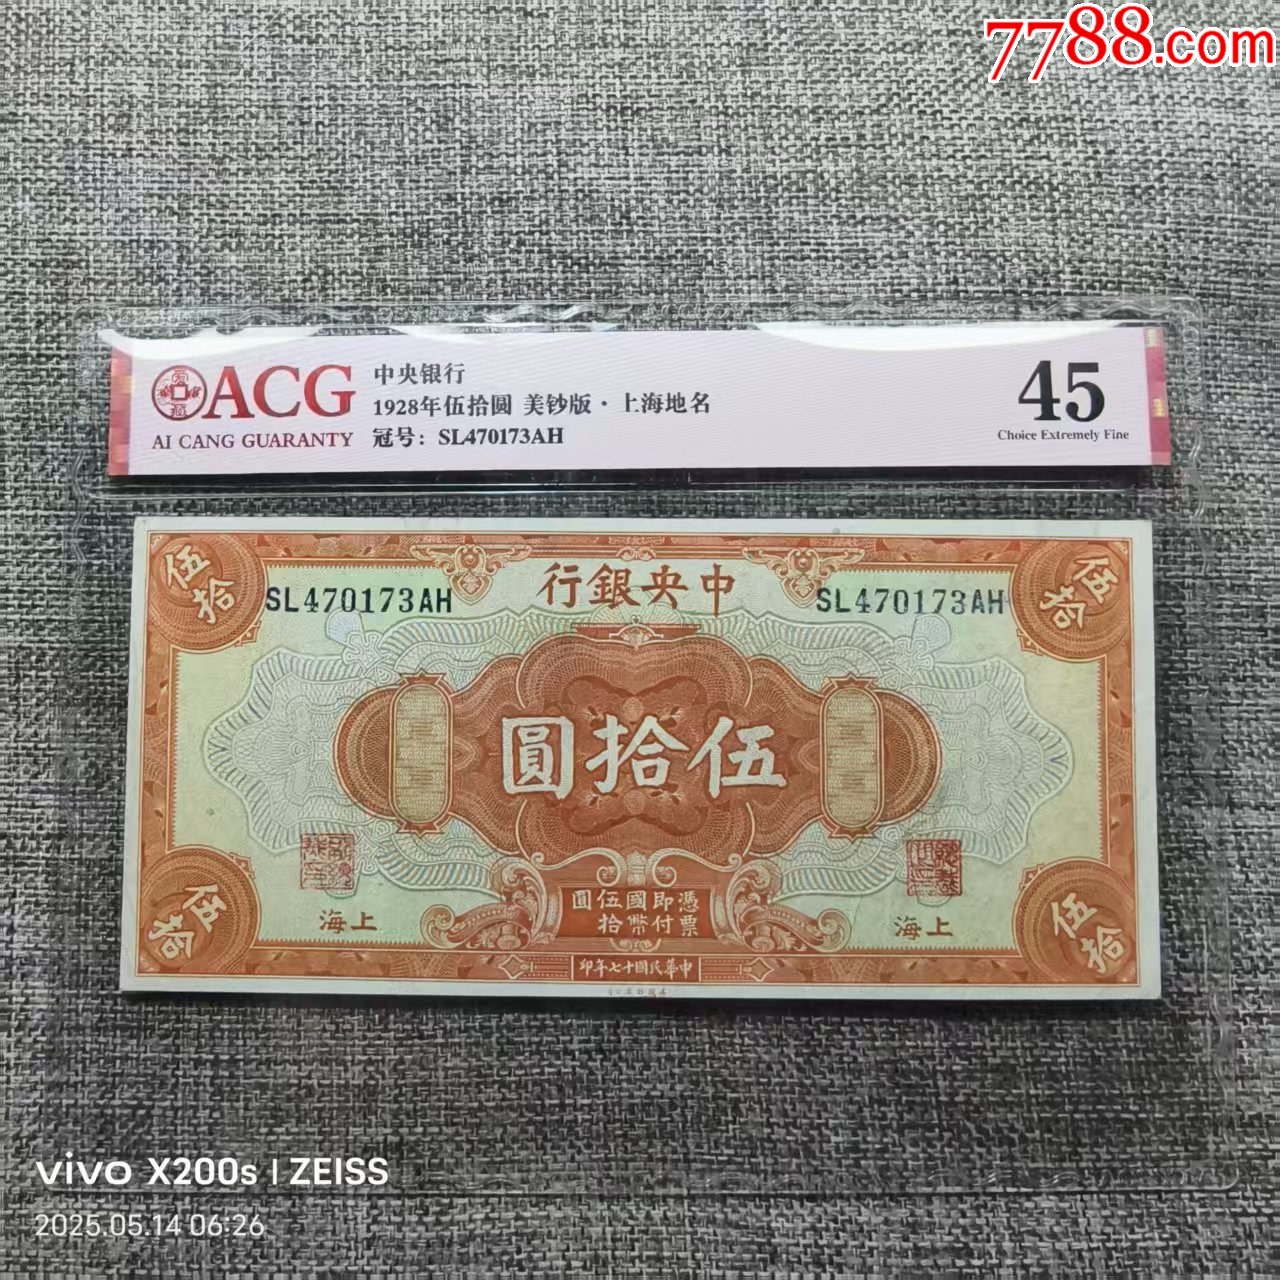 7788.com
ACG
AI CANG GUARANTY
中央银行
1928年伍拾圆 美钞版·上海地名
冠号：SL470173AH
45
Choice Extremely Fine
伍拾
伍拾
行銀央中
SL470173AH
SL470173AH
圓拾伍
圓伍國即憑
拾幣付票
海上
海上
伍拾
伍拾
印年七十國民華中
vivo X200s | ZEISS
2025.05.14 06:26